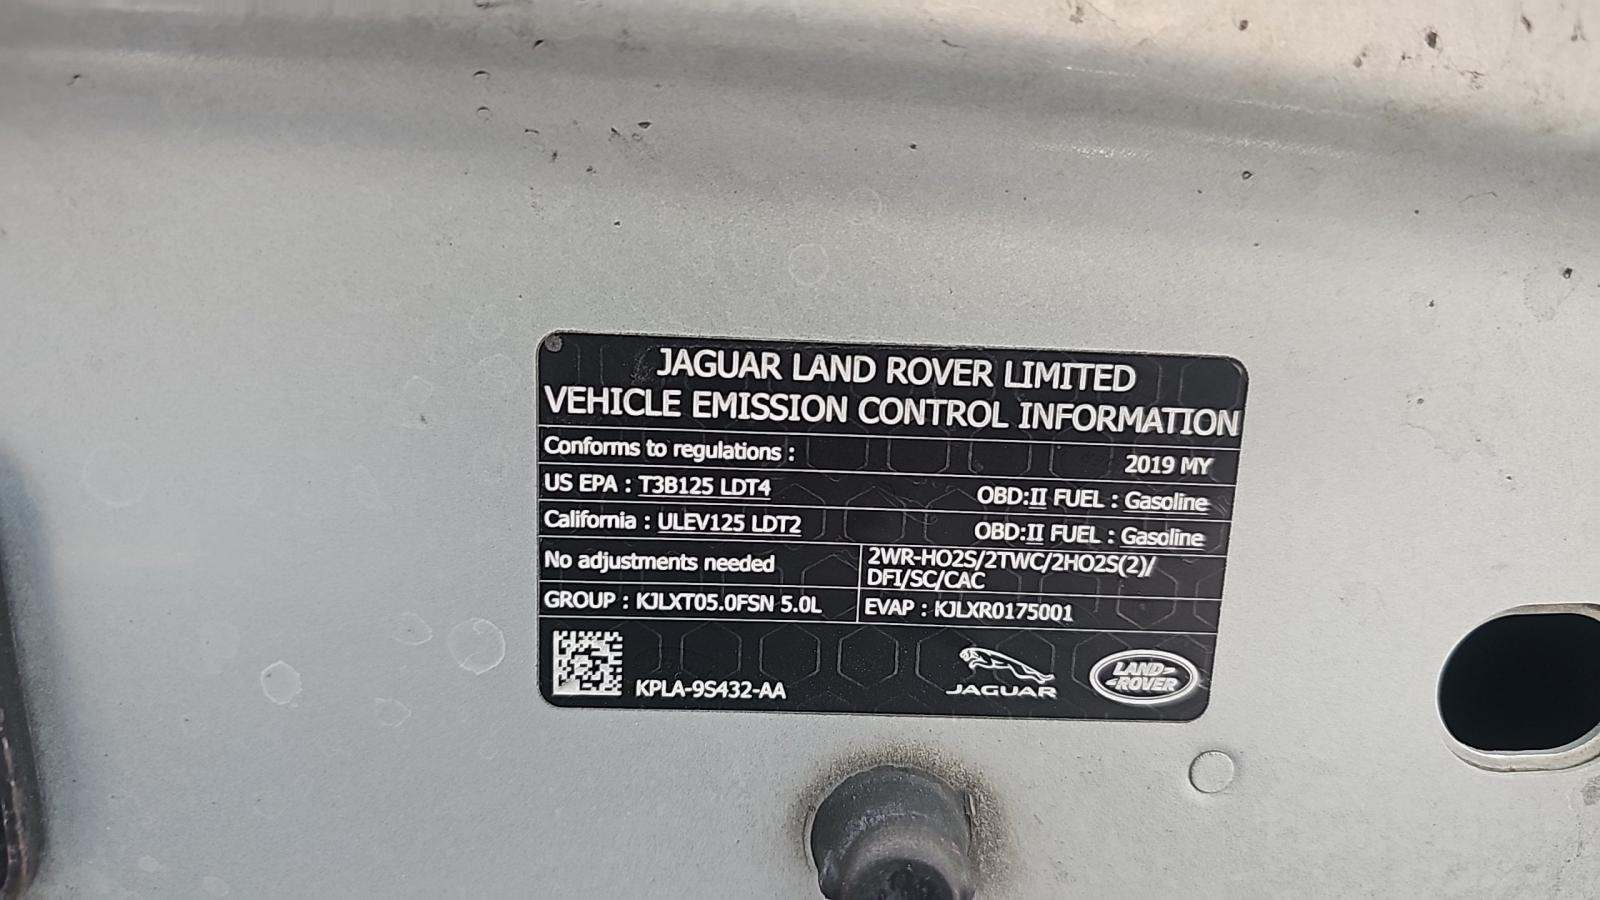 JAGUAR LAND ROVER LIMITED
VEHICLE EMISSION CONTROL INFORMATION
Conforms to regulations :
2019 MY
US EPA : T3B125 LDT4
OBD:II FUEL : Gasoline
California : ULEV125 LDT2
OBD:II FUEL : Gasoline
No adjustments needed
2WR-HO2S/2TWC/2HO2S(2)/
DFI/SC/CAC
GROUP : KJLXT05.0FSN 5.0L
EVAP : KJLXR0175001
KPLA-9S432-AA
JAGUAR
LAND-
-ROVER